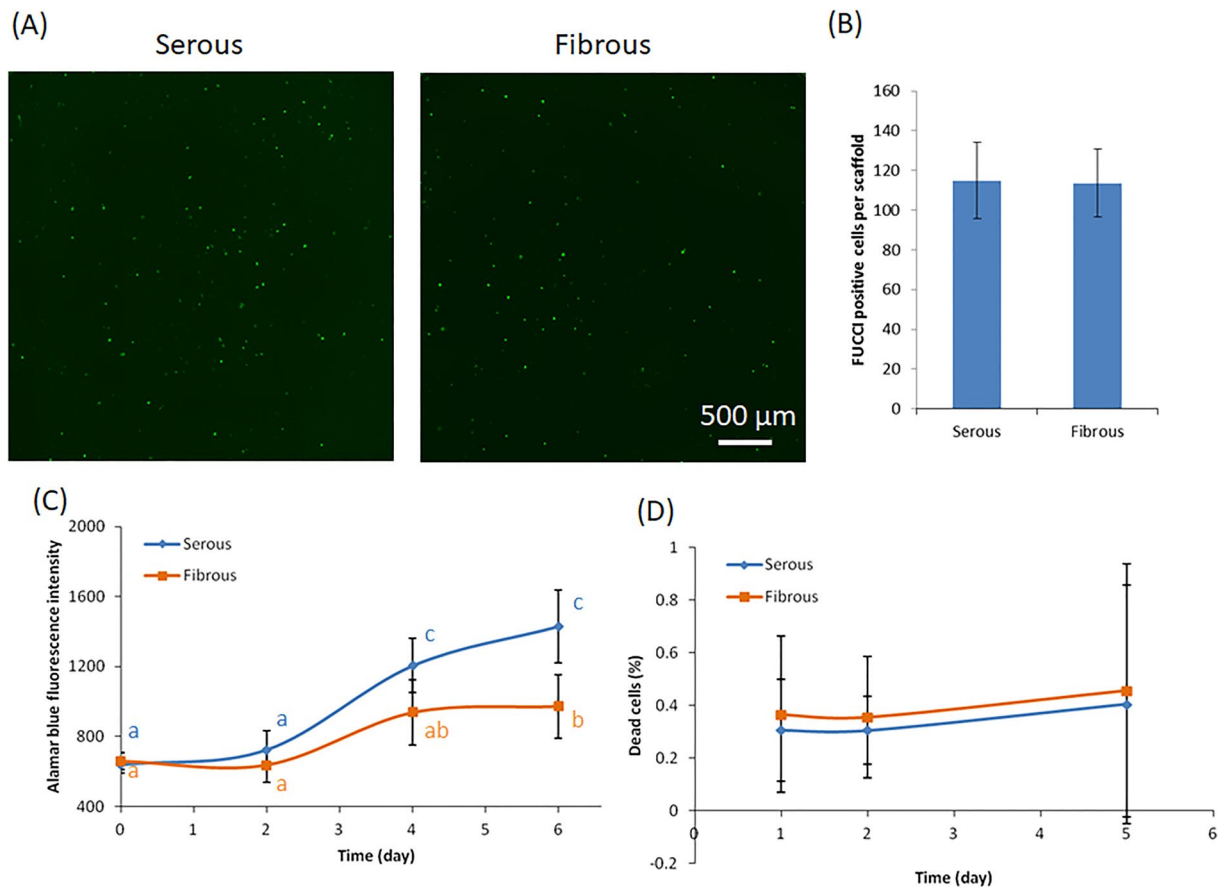 (A)
Serous
Fibrous
500 µm
(B)
FUCCI positive cells per scaffold
160
140
120
100
80
60
40
20
0
Serous
Fibrous
(C)
Alamar blue fluorescence intensity
2000
1600
1200
800
400
Serous
Fibrous
a
a
a
a
c
ab
c
b
0
1
2
3
4
5
6
Time (day)
(D)
Dead cells (%)
1
0.8
0.6
0.4
0.2
0
-0.2
Serous
Fibrous
0
1
2
3
4
5
6
Time (day)